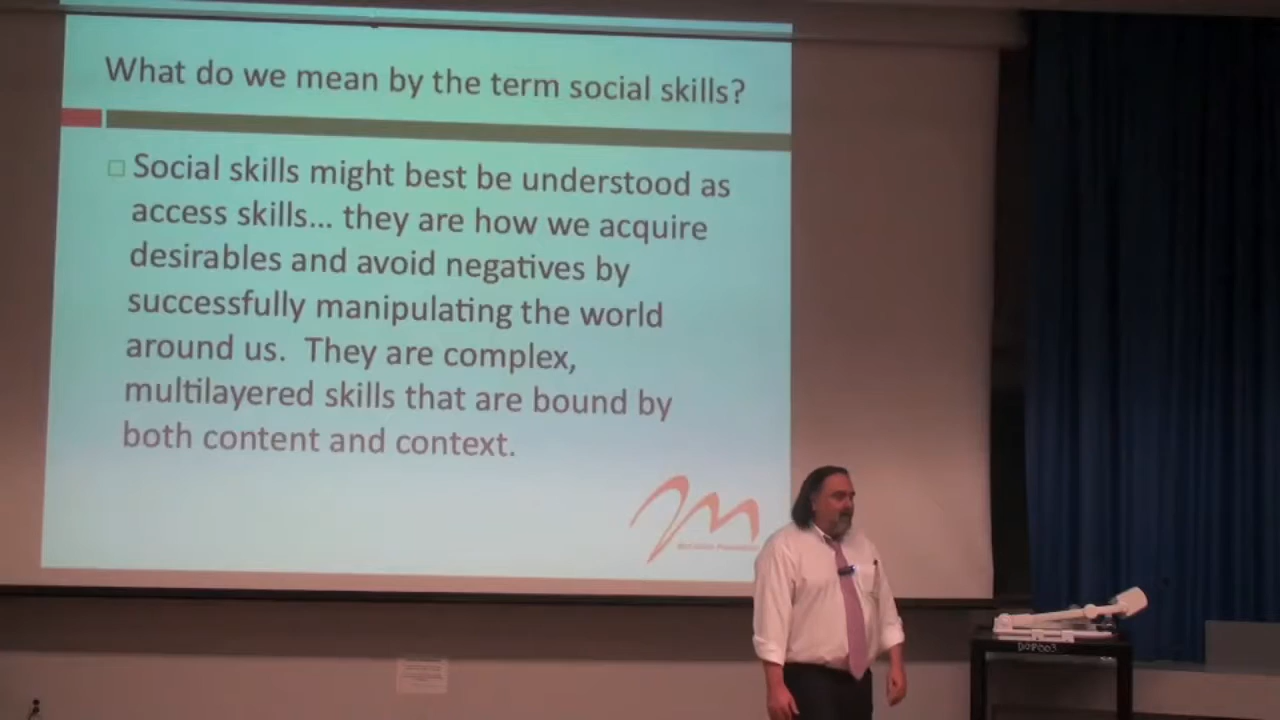 What do we mean by the term social skills?
Social skills might best be understood as
access skills... they are how we acquire
desirables and avoid negatives by
successfully manipulating the world
around us. They are complex,
multilayered skills that are bound by
both content and context.
DOP003